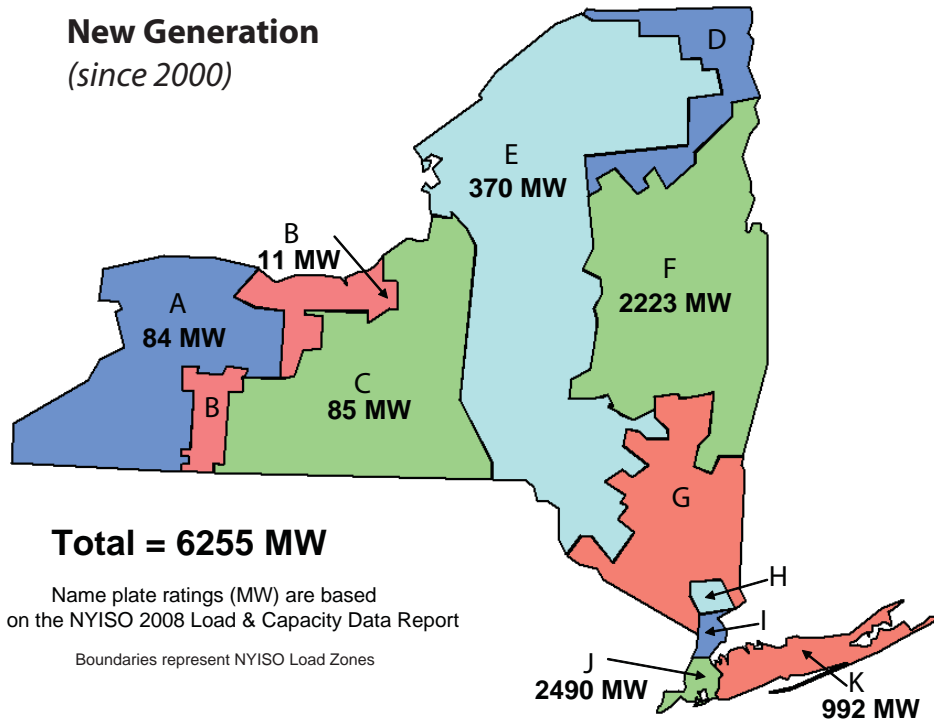 New Generation
(since 2000)
D
E
370 MW
B
11 MW
F
2223 MW
A
84 MW
C
85 MW
B
G
Total = 6255 MW
Name plate ratings (MW) are based
on the NYISO 2008 Load & Capacity Data Report
Boundaries represent NYISO Load Zones
H
I
J
2490 MW
K
992 MW